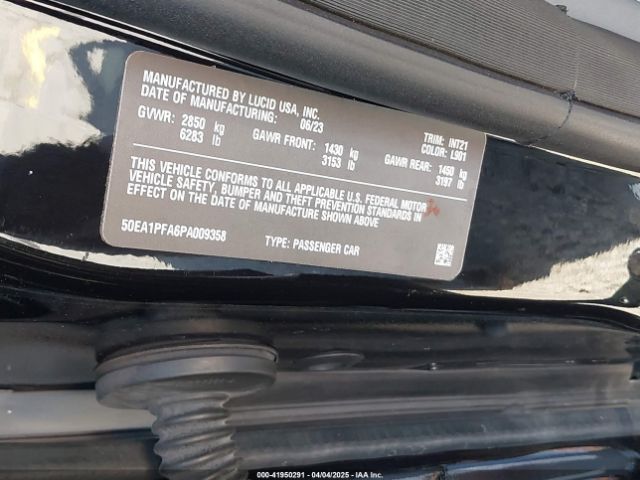 MANUFACTURED BY LUCID USA, INC.
DATE OF MANUFACTURING: 06/23
TRIM: INT21
COLOR: L901
GVWR: 2850 kg GAWR FRONT: 1430 kg GAWR REAR: 1450 kg
6283 lb 3153 lb 3197 lb
THIS VEHICLE CONFORMS TO ALL APPLICABLE U.S. FEDERAL MOTOR
VEHICLE SAFETY, BUMPER AND THEFT PREVENTION STANDARDS IN
EFFECT ON THE DATE OF MANUFACTURE SHOWN ABOVE
50EA1PFA6PA009358 TYPE: PASSENGER CAR
000-41950291 - 04/04/2025 - IAA Inc.